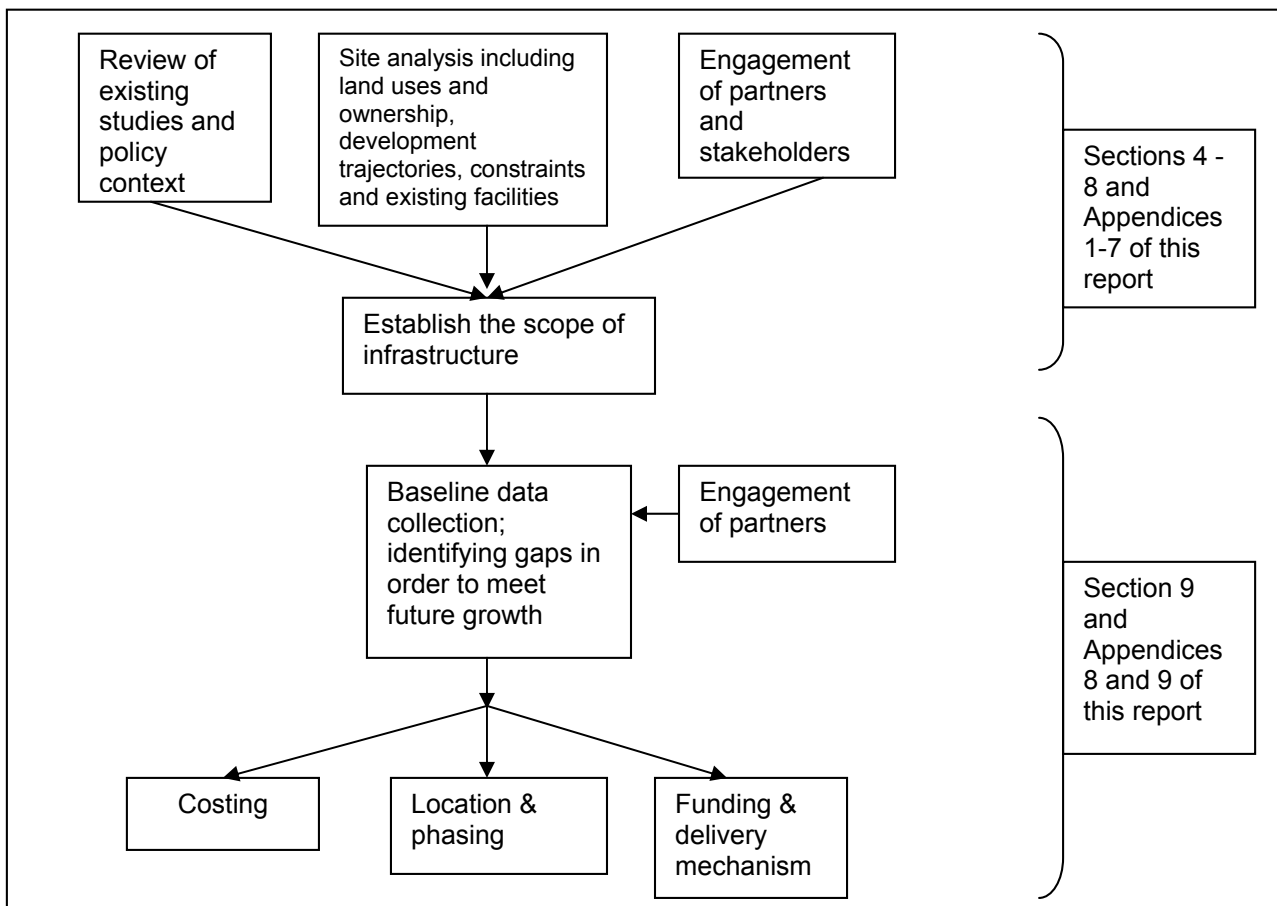 Review of
existing
studies and
policy
context
Site analysis including
land uses and
ownership,
development
trajectories, constraints
and existing facilities
Engagement
of partners
and
stakeholders
Sections 4 -
8 and
Appendices
1-7 of this
report
Establish the scope of
infrastructure
Baseline data
collection;
identifying gaps in
order to meet
future growth
Engagement
of partners
Section 9
and
Appendices
8 and 9 of
this report
Costing
Location &
phasing
Funding &
delivery
mechanism